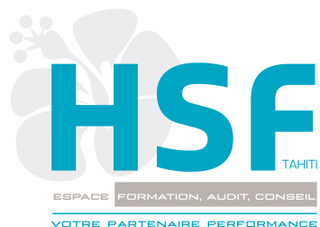 HSF
TAHITI
ESPACE FORMATION, AUDIT, CONSEIL
VOTRE PARTENAIRE PERFORMANCE